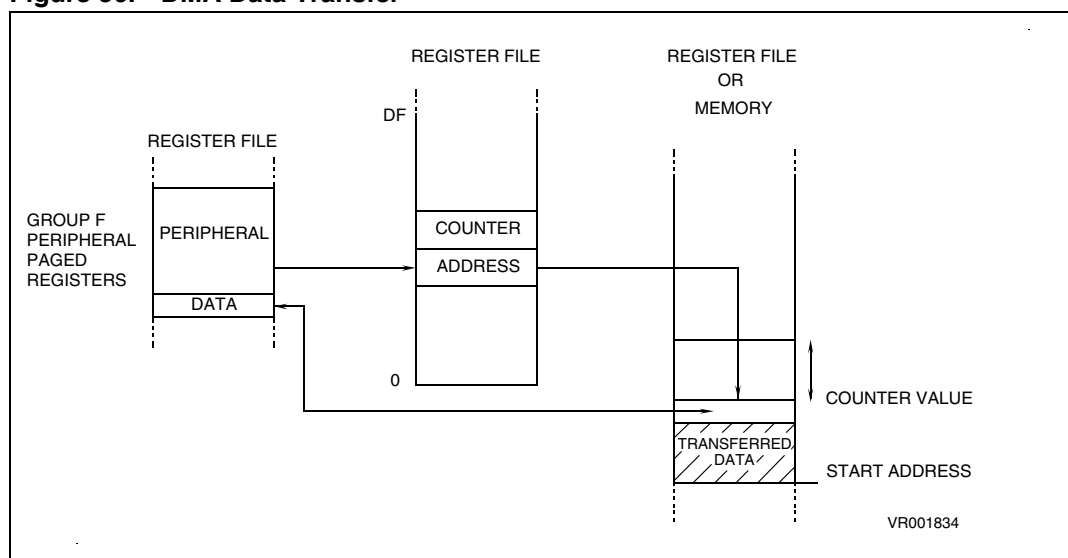 Figure DMA Data Transfer
REGISTER FILE
REGISTER FILE
OR
MEMORY
DF
REGISTER FILE
GROUP F
PERIPHERAL
PAGED
REGISTERS
PERIPHERAL
COUNTER
ADDRESS
DATA
0
COUNTER VALUE
TRANSFERRED
DATA
START ADDRESS
VR001834